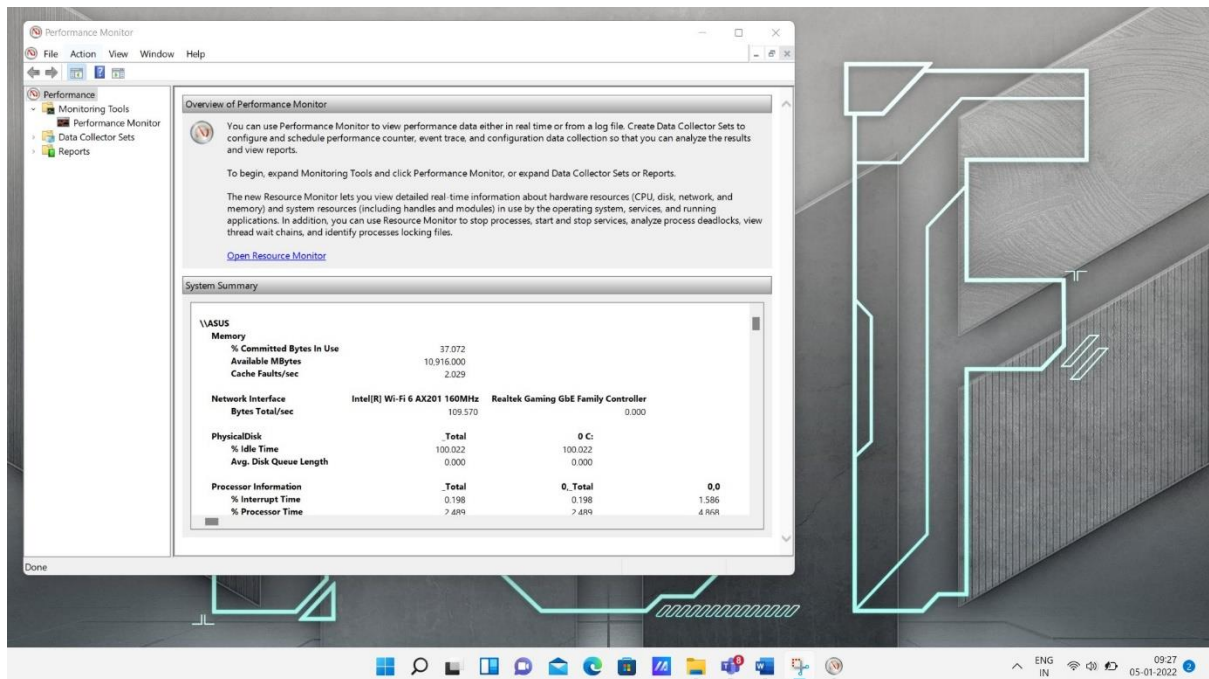 Performance Monitor
File Action View Window Help
Performance
Monitoring Tools
Performance Monitor
Data Collector Sets
Reports
Overview of Performance Monitor
You can use Performance Monitor to view performance data either in real time or from a log file. Create Data Collector Sets to
configure and schedule performance counter, event trace, and configuration data collection so that you can analyze the results
and view reports.
To begin, expand Monitoring Tools and click Performance Monitor, or expand Data Collector Sets or Reports.
The new Resource Monitor lets you view detailed real-time information about hardware resources (CPU, disk, network, and
memory) and system resources (including handles and modules) in use by the operating system, services, and running
applications. In addition, you can use Resource Monitor to stop processes, start and stop services, analyze process deadlocks, view
thread wait chains, and identify processes locking files.
Open Resource Monitor
System Summary
\\ASUS
Memory
% Committed Bytes In Use 37.072
Available MBytes 10,916.000
Cache Faults/sec 2.029
Network Interface Intel[R] Wi-Fi 6 AX201 160MHz Realtek Gaming GbE Family Controller
Bytes Total/sec 109.570 0.000
PhysicalDisk _Total 0 C:
% Idle Time 100.022 100.022
Avg. Disk Queue Length 0.000 0.000
Processor Information _Total 0,_Total 0,0
% Interrupt Time 0.198 0.198 1.586
% Processor Time 2.489 2.489 4.868
Done
8
ENG 09:27
IN 05-01-2022 2